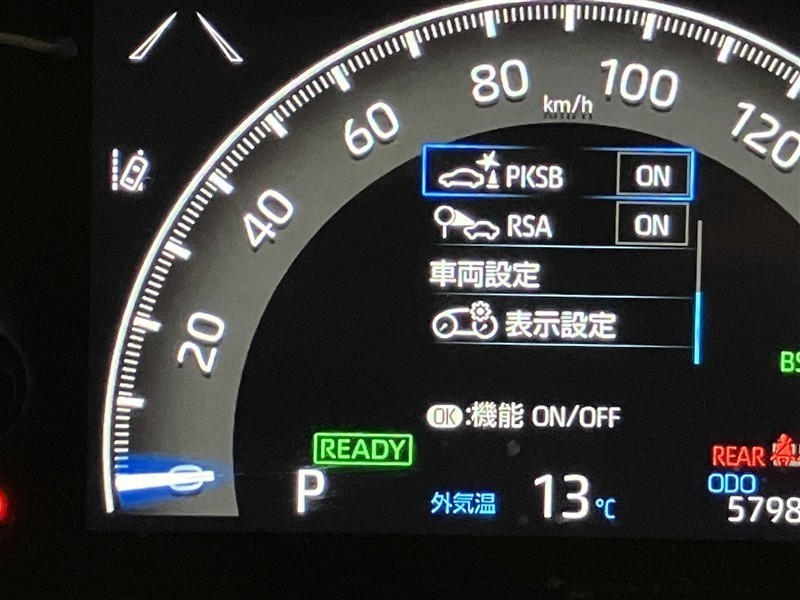 80
km/h
100
60
120
40
20
0
PKSB ON
RSA ON
車両設定
表示設定
OK:機能 ON/OFF
READY
P
外気温 13℃
REAR
ODO
5798
BS